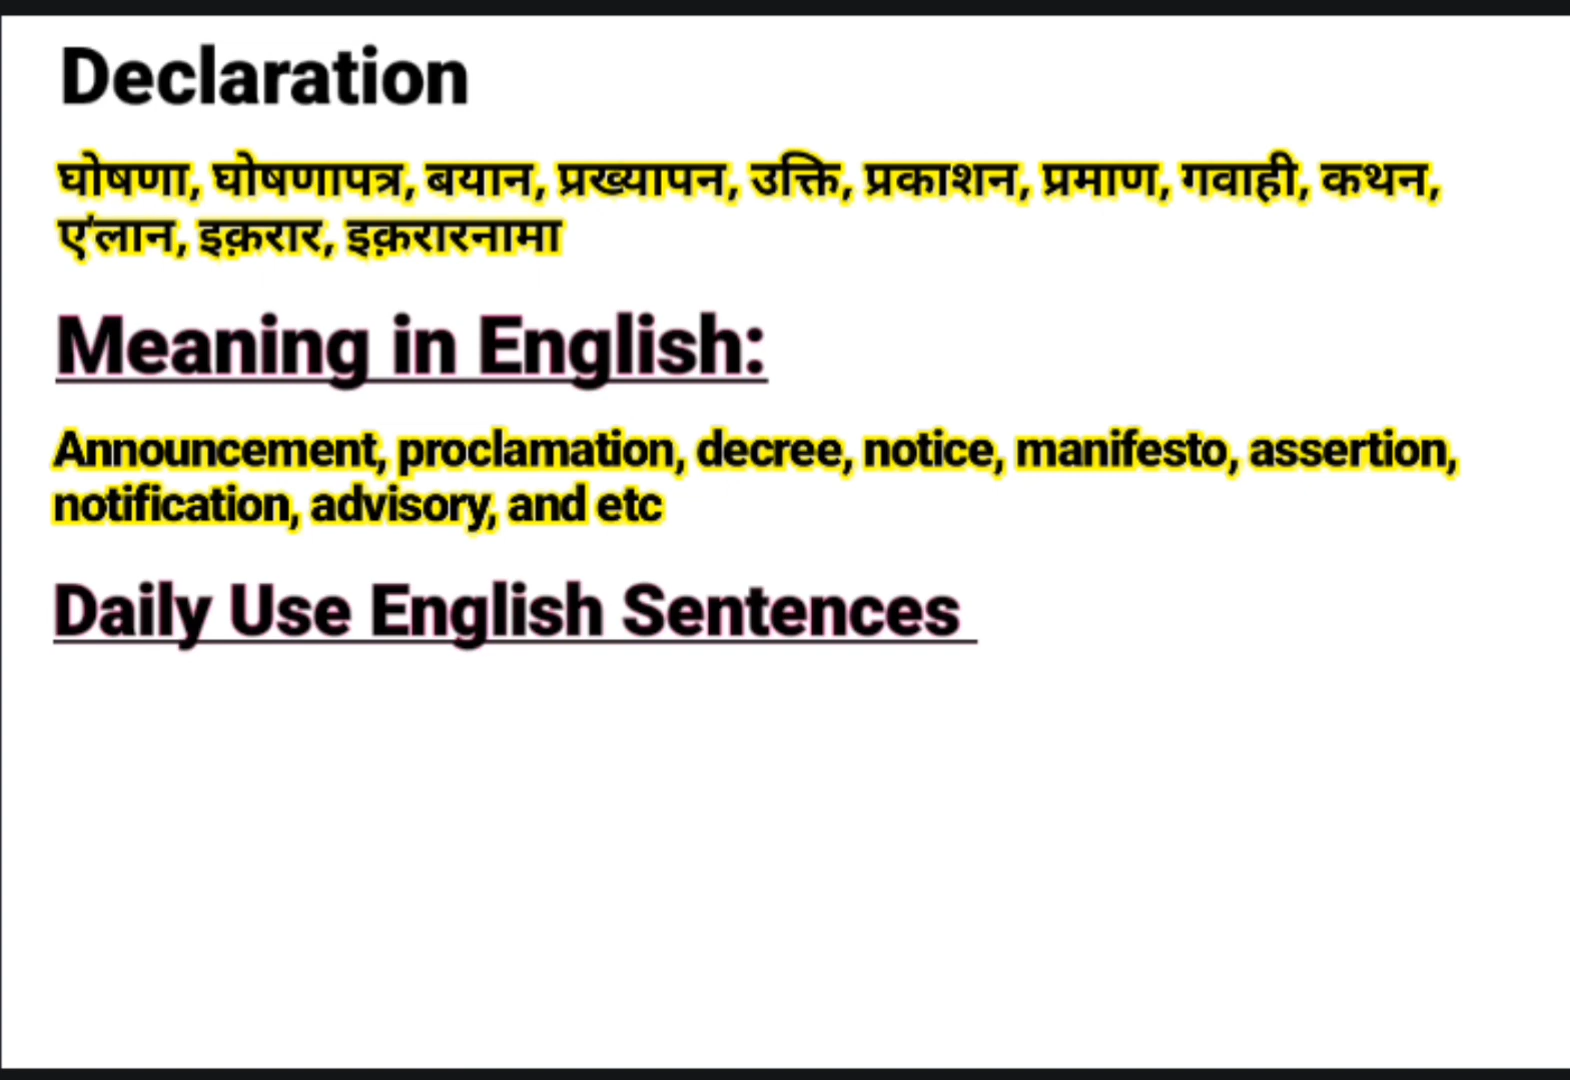 Declaration
घोषणा, घोषणापत्र, बयान, प्रख्यापन, उक्ति, प्रकाशन, प्रमाण, गवाही, कथन,
ए'लान, इक़रार, इक़रारनामा
Meaning in English:
Announcement, proclamation, decree, notice, manifesto, assertion,
notification, advisory, and etc
Daily Use English Sentences